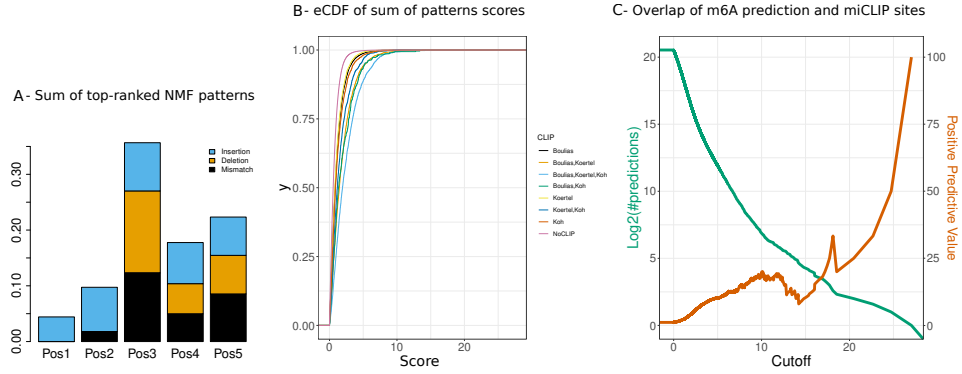 A - Sum of top-ranked NMF patterns
0.00
0.10
0.20
0.30
Insertion
Deletion
Mismatch
Pos1 Pos2 Pos3 Pos4 Pos5
B - eCDF of sum of patterns scores
y
1.00
0.75
0.50
0.25
0.00
0 10 20
Score
CLIP
Boulias
Boulias,Koertel
Boulias,Koertel,Koh
Boulias,Koh
Koertel
Koertel,Koh
Koh
NoCLIP
C- Overlap of m6A prediction and miCLIP sites
Log2(#predictions)
20
15
10
5
0
0 10 20
Cutoff
100
75
50
25
0
Positive Predictive Value